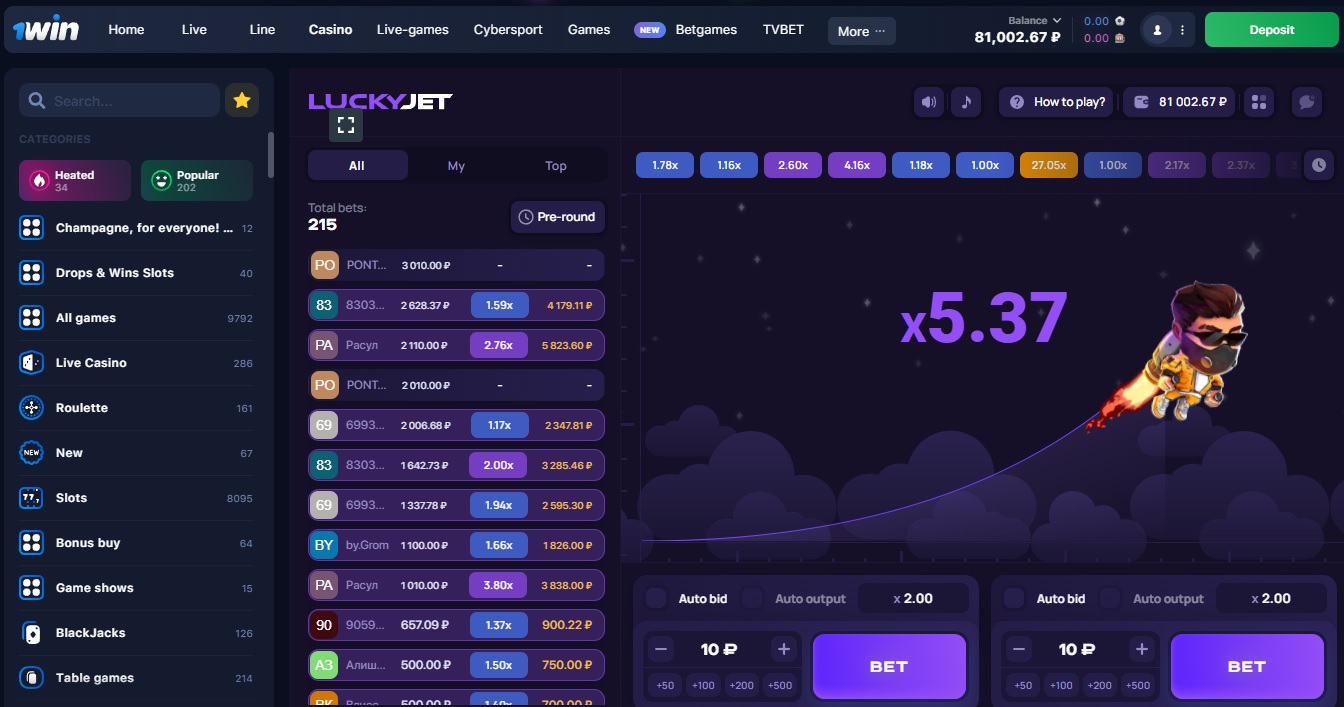 1win
Home
Live
Line
Casino
Live-games
Cybersport
Games
NEW
Betgames
TVBET
More ···
Balance
81,002.67 ₽
0.00
0.00
Deposit
Search...
CATEGORIES
Heated
34
Popular
202
Champagne, for everyone! ... 12
Drops & Wins Slots 40
All games 9792
Live Casino 286
Roulette 161
NEW New 67
77 Slots 8095
Bonus buy 64
Game shows 15
BlackJacks 126
Table games 214
LUCKYJET
How to play?
81 002.67 ₽
All My Top
Total bets:
215
Pre-round
PO PONT... 3 010.00 ₽ - -
83 8303... 2 628.37 ₽ 1.59x 4 179.11 ₽
РА Расул 2 110.00 ₽ 2.76x 5 823.60 ₽
PO PONT... 2 010.00 ₽ - -
69 6993... 2 006.68 ₽ 1.17x 2 347.81 ₽
83 8303... 1 642.73 ₽ 2.00x 3 285.46 ₽
69 6993... 1 337.78 ₽ 1.94x 2 595.30 ₽
BY by.Grom 1 100.00 ₽ 1.66x 1 826.00 ₽
РА Расул 1 010.00 ₽ 3.80x 3 838.00 ₽
90 9059... 657.09 ₽ 1.37x 900.22 ₽
АЗ Алиш... 500.00 ₽ 1.50x 750.00 ₽
500.00 ₽ 1.40x 700.00 ₽
1.78x 1.16x 2.60x 4.16x 1.18x 1.00x 27.05x 1.00x 2.17x 2.37x
x5.37
Auto bid
Auto output
x 2.00
10 ₽
+50 +100 +200 +500
BET
Auto bid
Auto output
x 2.00
10 ₽
+50 +100 +200 +500
BET